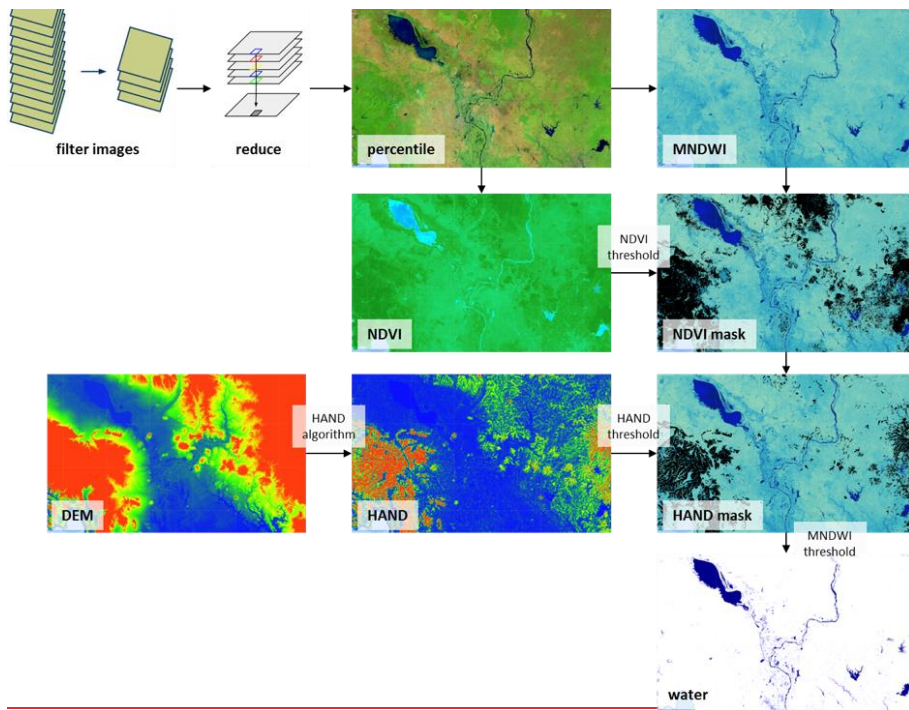 filter images
reduce
percentile
MNDWI
NDVI
NDVI
threshold
NDVI mask
DEM
HAND
algorithm
HAND
HAND
threshold
HAND mask
MNDWI
threshold
water